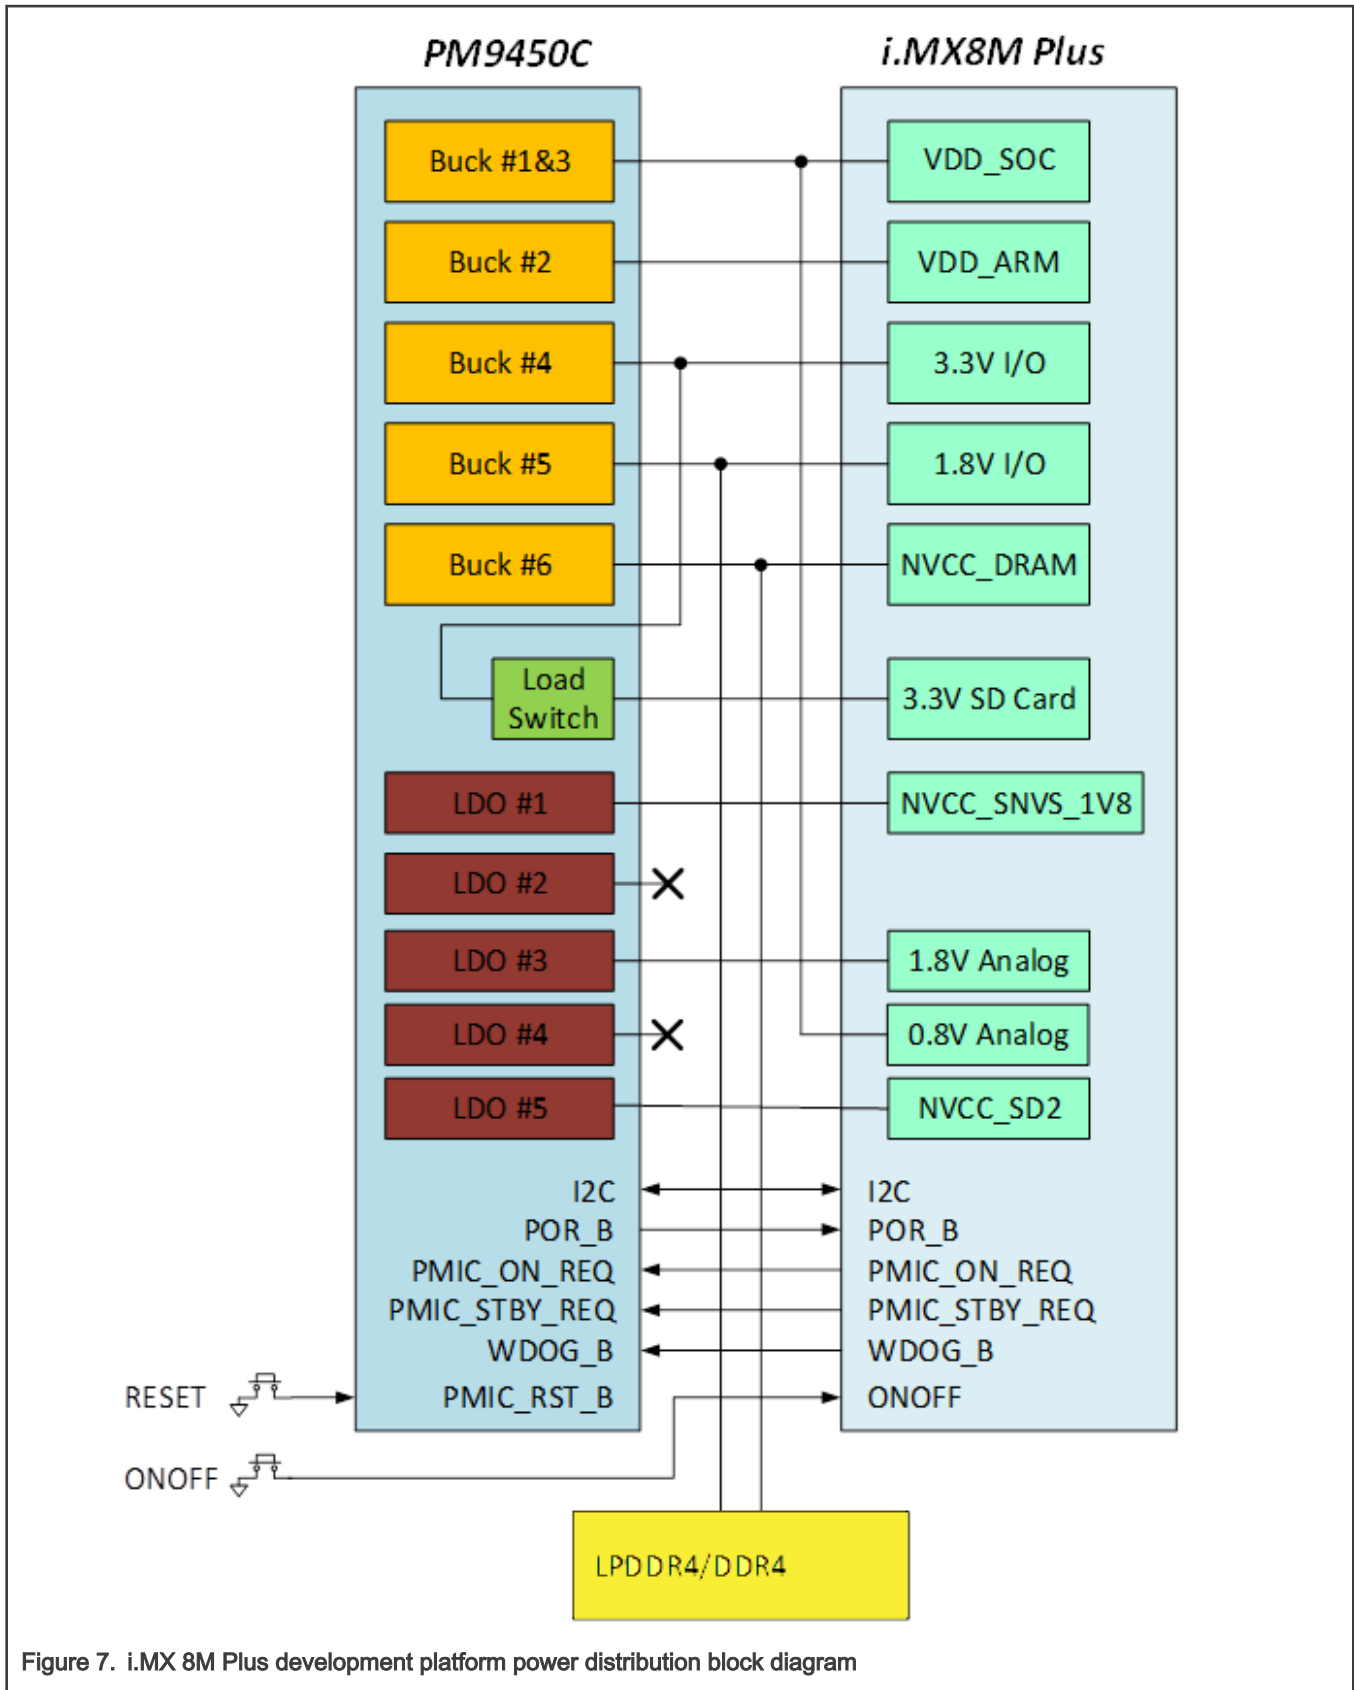 PM9450C
i.MX8M Plus
Buck #1&3
VDD_SOC
Buck #2
VDD_ARM
Buck #4
3.3V I/O
Buck #5
1.8V I/O
Buck #6
NVCC_DRAM
Load
Switch
3.3V SD Card
LDO #1
NVCC_SNVS_1V8
LDO #2
LDO #3
1.8V Analog
LDO #4
0.8V Analog
LDO #5
NVCC_SD2
I2C
I2C
POR_B
POR_B
PMIC_ON_REQ
PMIC_ON_REQ
PMIC_STBY_REQ
PMIC_STBY_REQ
WDOG_B
WDOG_B
RESET
PMIC_RST_B
ONOFF
ONOFF
LPDDR4/DDR4
Figure 7. i.MX 8M Plus development platform power distribution block diagram